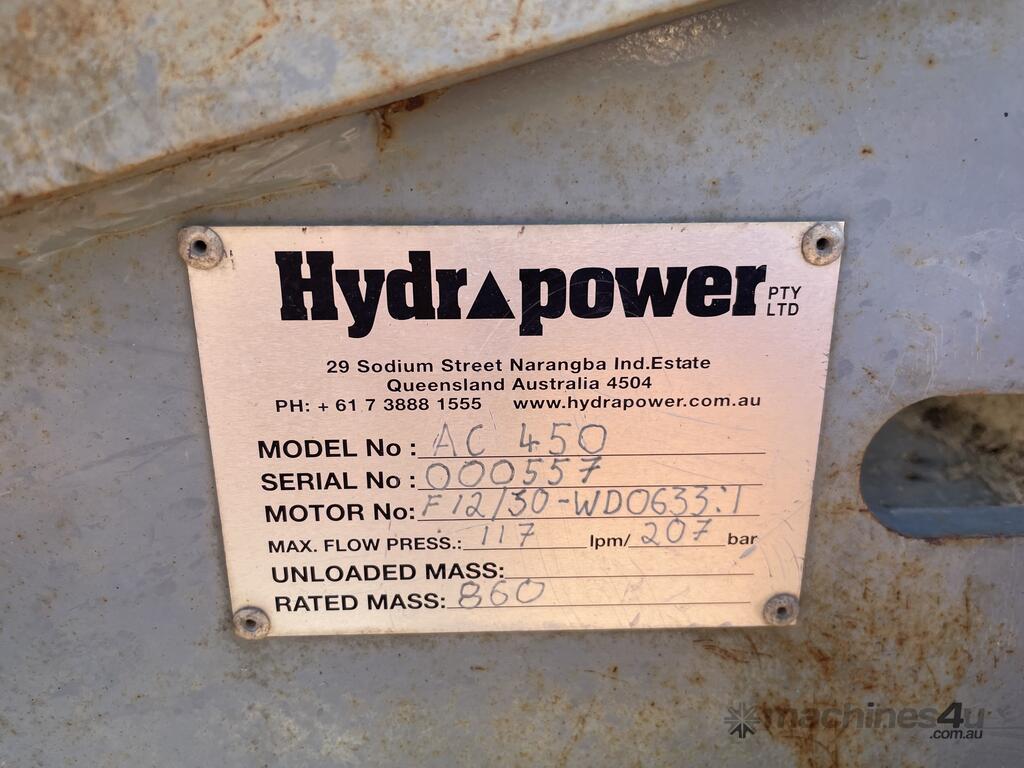 Hydrapower PTY LTD
29 Sodium Street Narangba Ind.Estate
Queensland Australia 4504
PH: + 61 7 3888 1555 www.hydrapower.com.au
MODEL No : AC 450
SERIAL No : 000557
MOTOR No: F12/30-WD0633:1
MAX. FLOW PRESS.: 117 lpm/ 207 bar
UNLOADED MASS:
RATED MASS: 860
machines4u
.com.au